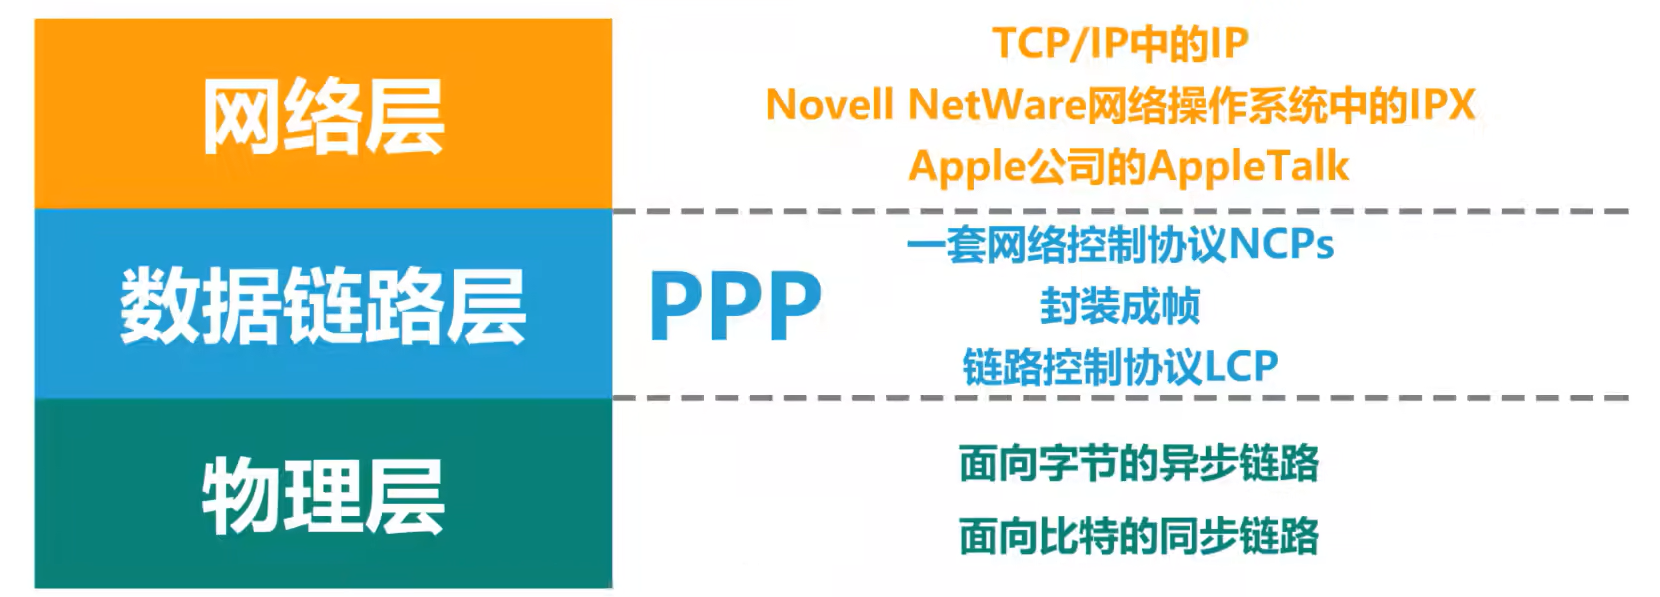 网络层
TCP/IP中的IP
Novell NetWare网络操作系统中的IPX
Apple公司的AppleTalk
数据链路层
PPP
一套网络控制协议NCPs
封装成帧
链路控制协议LCP
物理层
面向字节的异步链路
面向比特的同步链路